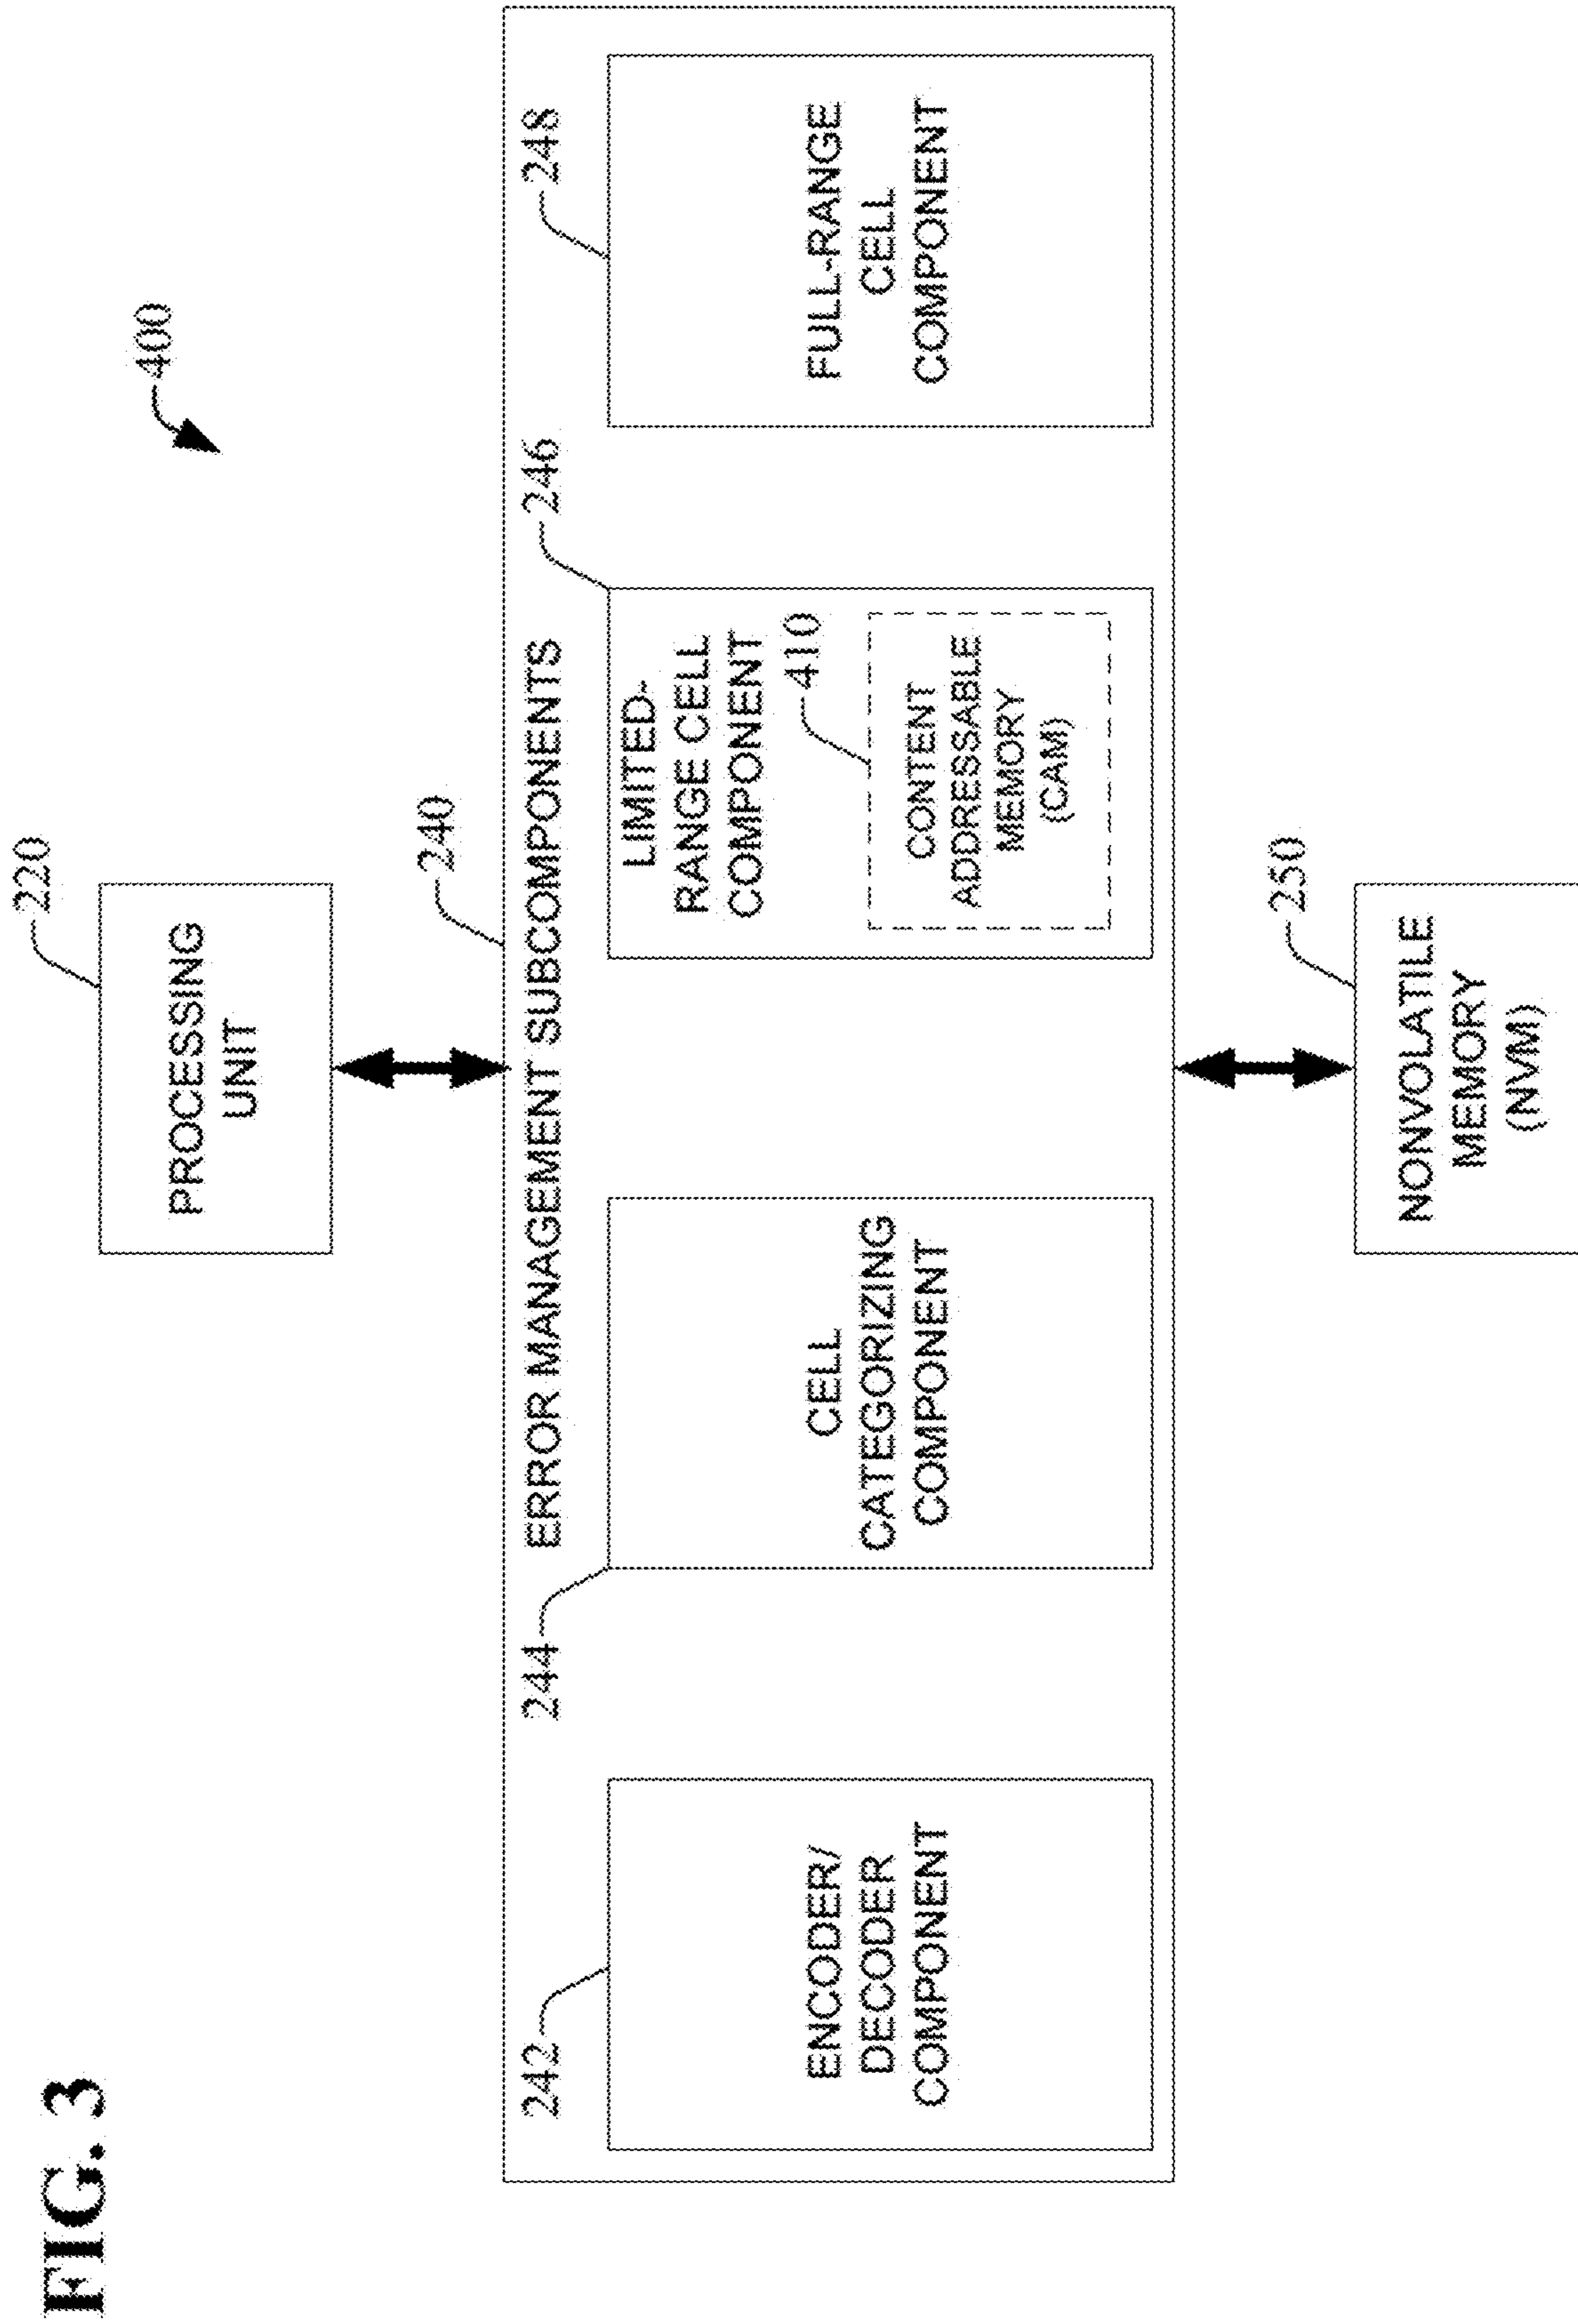 FIG. 3
400
220
PROCESSING
UNIT
240
ERROR MANAGEMENT SUBCOMPONENTS
242
ENCODER/
DECODER
COMPONENT
244
CELL
CATEGORIZING
COMPONENT
246
LIMITED-
RANGE CELL
COMPONENT
410
CONTENT
ADDRESSABLE
MEMORY
(CAM)
248
FULL-RANGE
CELL
COMPONENT
250
NONVOLATILE
MEMORY
(NVM)